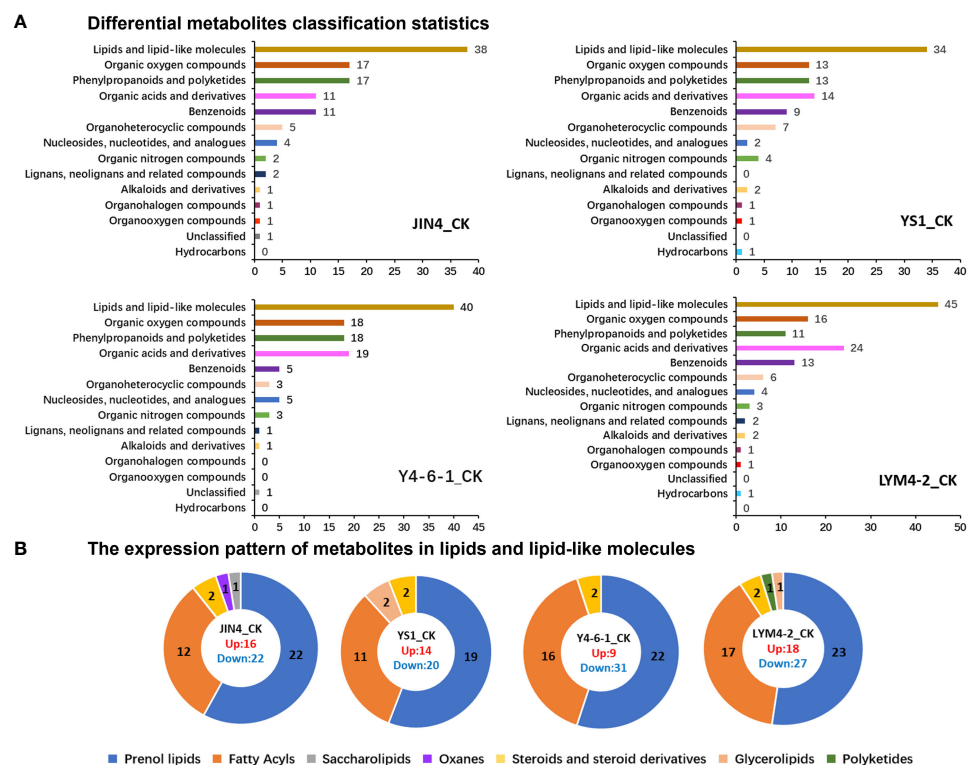 A Differential metabolites classification statistics
Lipids and lipid-like molecules 38
Organic oxygen compounds 17
Phenylpropanoids and polyketides 17
Organic acids and derivatives 11
Benzenoids 11
Organoheterocyclic compounds 5
Nucleosides, nucleotides, and analogues 4
Organic nitrogen compounds 2
Lignans, neolignans and related compounds 2
Alkaloids and derivatives 1
Organohalogen compounds 1
Organooxygen compounds 1
Unclassified 1
Hydrocarbons 0
JIN4_CK
0 5 10 15 20 25 30 35 40
Lipids and lipid-like molecules 34
Organic oxygen compounds 13
Phenylpropanoids and polyketides 13
Organic acids and derivatives 14
Benzenoids 9
Organoheterocyclic compounds 7
Nucleosides, nucleotides, and analogues 2
Organic nitrogen compounds 4
Lignans, neolignans and related compounds 0
Alkaloids and derivatives 2
Organohalogen compounds 1
Organooxygen compounds 1
Unclassified 0
Hydrocarbons 1
YS1_CK
0 5 10 15 20 25 30 35 40
Lipids and lipid-like molecules 40
Organic oxygen compounds 18
Phenylpropanoids and polyketides 18
Organic acids and derivatives 19
Benzenoids 5
Organoheterocyclic compounds 3
Nucleosides, nucleotides, and analogues 5
Organic nitrogen compounds 3
Lignans, neolignans and related compounds 1
Alkaloids and derivatives 1
Organohalogen compounds 0
Organooxygen compounds 0
Unclassified 1
Hydrocarbons 0
Y4-6-1_CK
0 5 10 15 20 25 30 35 40 45
Lipids and lipid-like molecules 45
Organic oxygen compounds 16
Phenylpropanoids and polyketides 11
Organic acids and derivatives 24
Benzenoids 13
Organoheterocyclic compounds 6
Nucleosides, nucleotides, and analogues 4
Organic nitrogen compounds 3
Lignans, neolignans and related compounds 2
Alkaloids and derivatives 2
Organohalogen compounds 1
Organooxygen compounds 1
Unclassified 0
Hydrocarbons 1
0
LYM4-2_CK
0 10 20 30 40 50
B The expression pattern of metabolites in lipids and lipid-like molecules
2 1 1
JIN4_CK
Up:16
Down:22
12 22
2 2
YS1_CK
Up:14
Down:20
11 19
2
Y4-6-1_CK
Up:9
Down:31
16 22
2 1 1
LYM4-2_CK
Up:18
Down:27
17 23
Prenol lipids Fatty Acyls Saccharolipids Oxanes Steroids and steroid derivatives Glycerolipids Polyketides